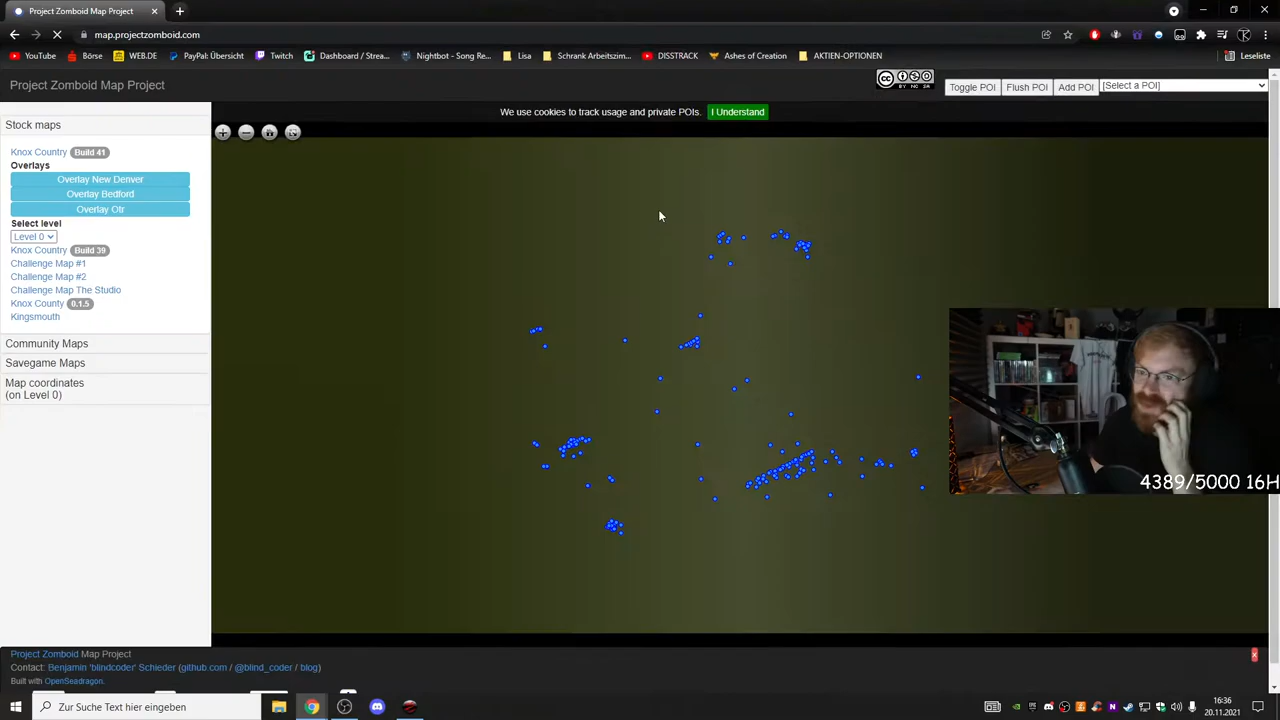 Project Zomboid Map Project
map.projectzomboid.com
YouTube
Börse
WEB.DE
PayPal: Übersicht
Twitch
Dashboard / Strea...
Nightbot - Song Re...
Lisa
Schrank Arbeitszim...
DISSTRACK
Ashes of Creation
AKTIEN-OPTIONEN
Leseliste
Project Zomboid Map Project
Toggle POI
Flush POI
Add POI
[Select a POI]
Stock maps
We use cookies to track usage and private POIs. I Understand
Knox Country Build 41
Overlays
Overlay New Denver
Overlay Bedford
Overlay Otr
Select level
Level 0
Knox Country Build 39
Challenge Map #1
Challenge Map #2
Challenge Map The Studio
Knox County 0.1.5
Kingsmouth
Community Maps
Savegame Maps
Map coordinates
(on Level 0)
4389/5000 16H
Project Zomboid Map Project
Contact: Benjamin 'blindcoder' Schieder (github.com / @blind_coder / blog)
Built with OpenSeadragon.
Zur Suche Text hier eingeben
16:36
20.11.2021